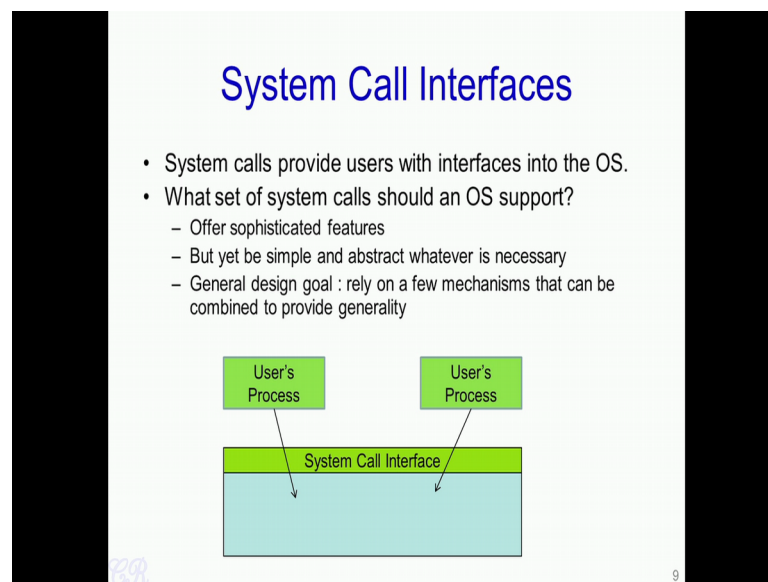 System Call Interfaces
• System calls provide users with interfaces into the OS.
• What set of system calls should an OS support?
– Offer sophisticated features
– But yet be simple and abstract whatever is necessary
– General design goal : rely on a few mechanisms that can be
combined to provide generality
User's
Process
User's
Process
System Call Interface
CR
9